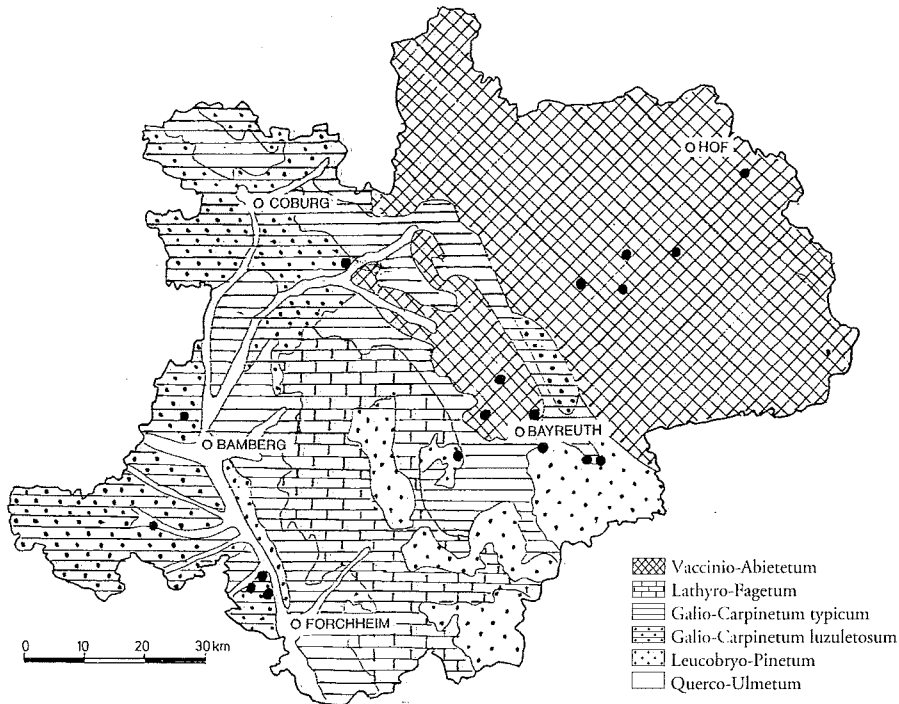 HOF
COBURG
BAMBERG
BAYREUTH
FORCHHEIM
0 10 20 30 km
Vaccinio-Abietetum
Lathyro-Fagetum
Galio-Carpinetum typicum
Galio-Carpinetum luzuletosum
Leucobryo-Pinetum
Querco-Ulmetum